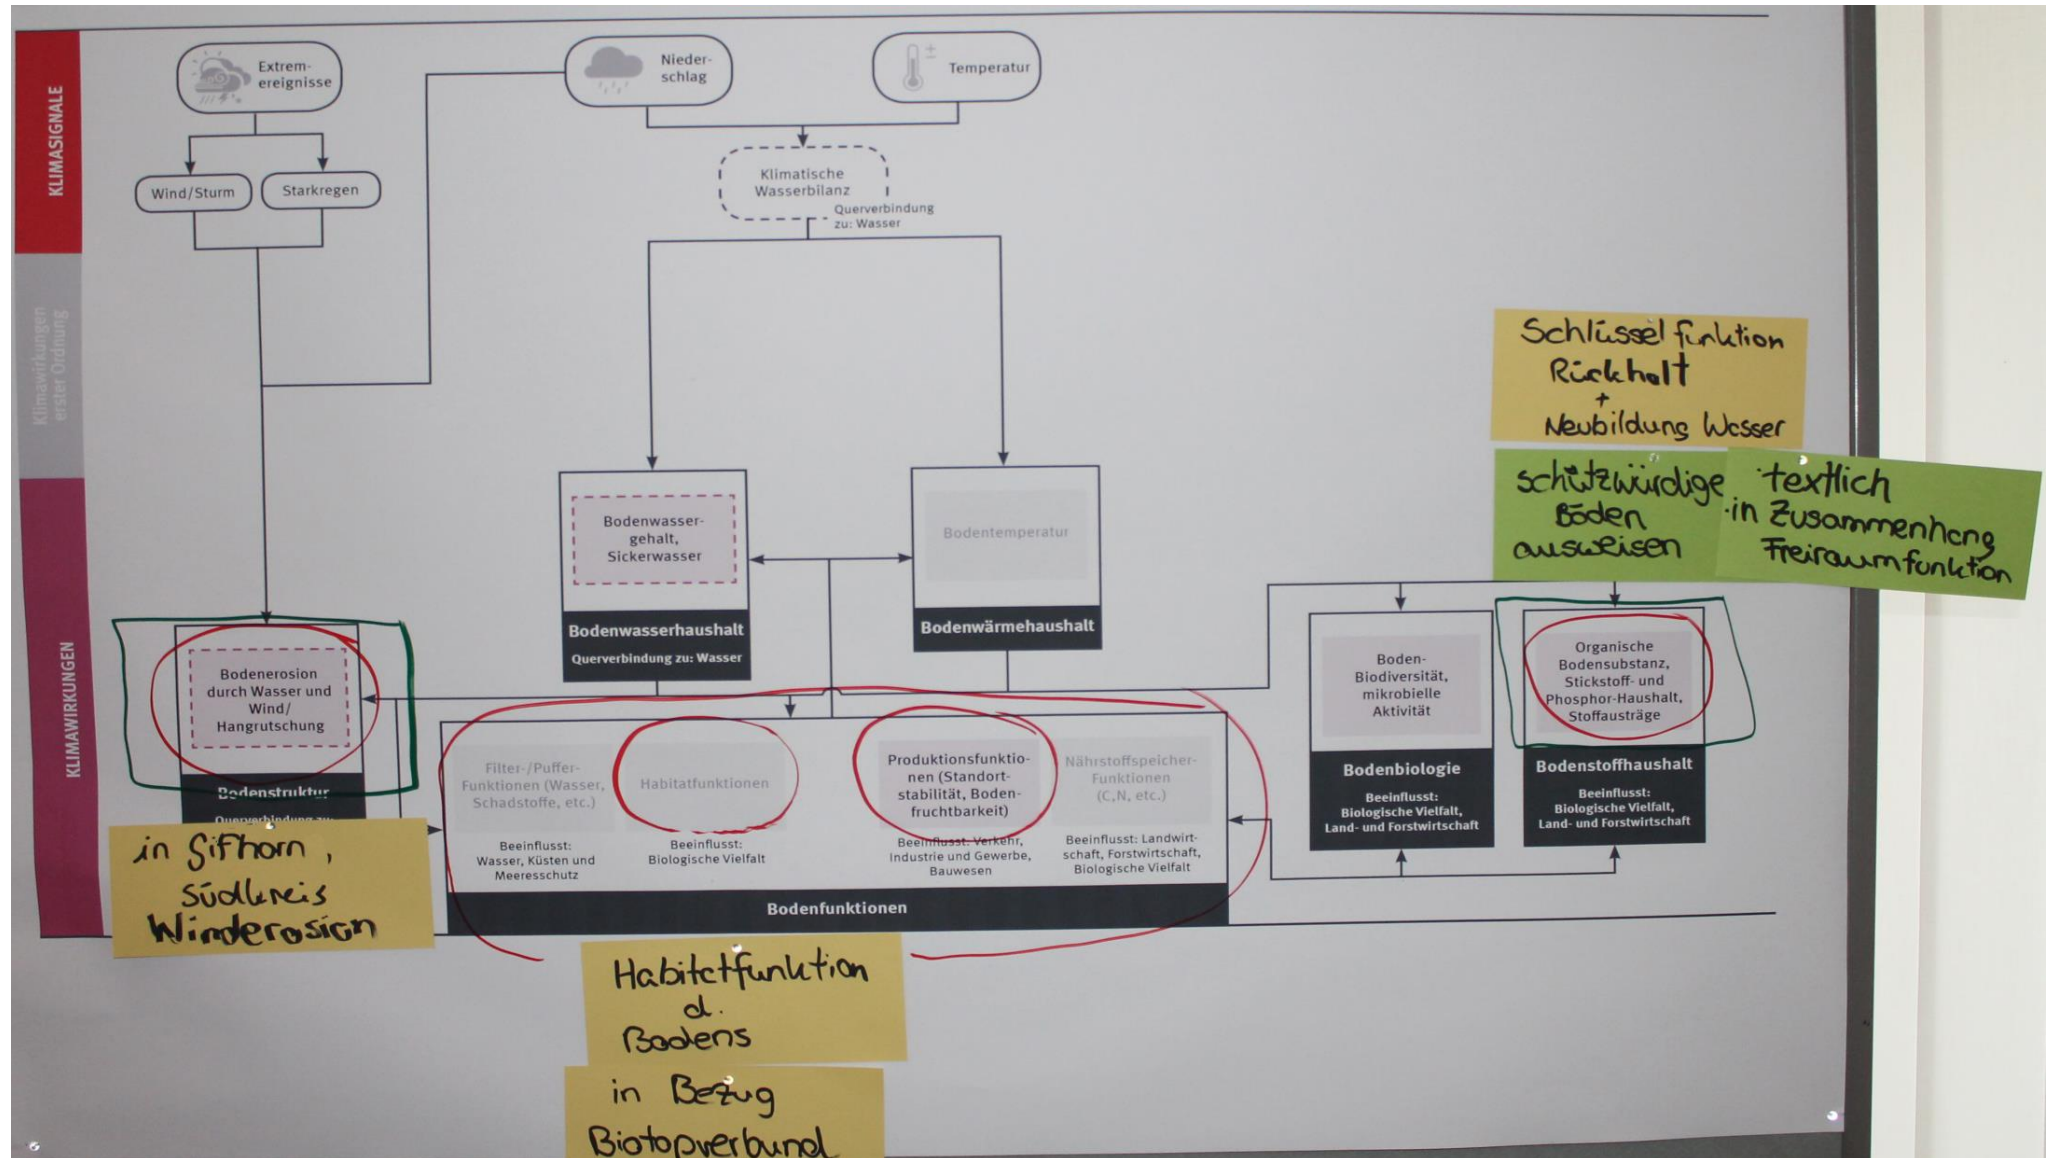 KLIMASIGNALE
Extrem-
ereignisse
Nieder-
schlag
±
Temperatur
Wind/Sturm
Starkregen
Klimatische
Wasserbilanz
Querverbindung
zu: Wasser
Klimawirkungen
erster Ordnung
Schlüsselfunktion
Rückhalt
+
Neubildung Wasser
schützwürdige
Böden
ausweisen
textlich
in Zusammenhang
Freiraumfunktion
KLIMAWIRKUNGEN
Bodenwasser-
gehalt,
Sickerwasser
Bodenwasserhaushalt
Querverbindung zu: Wasser
Bodentemperatur
Bodenwärmehaushalt
Bodenerosion
durch Wasser und
Wind/
Hangrutschung
Bodenstruktur
Querverbindung zu:
in Gifhorn,
Südkreis
Winderosion
Filter-/Puffer-
Funktionen (Wasser,
Schadstoffe, etc.)
Beeinflusst:
Wasser, Küsten und
Meeresschutz
Habitatfunktionen
Beeinflusst:
Biologische Vielfalt
Produktionsfunktio-
nen (Standort-
stabilität, Boden-
fruchtbarkeit)
Beeinflusst: Verkehr,
Industrie und Gewerbe,
Bauwesen
Nährstoffspeicher-
Funktionen
(C,N, etc.)
Beeinflusst: Landwirt-
schaft, Forstwirtschaft,
Biologische Vielfalt
Bodenfunktionen
Boden-
Biodiversität,
mikrobielle
Aktivität
Bodenbiologie
Beeinflusst:
Biologische Vielfalt,
Land- und Forstwirtschaft
Organische
Bodensubstanz,
Stickstoff- und
Phosphor-Haushalt,
Stoffausträge
Bodenstoffhaushalt
Beeinflusst:
Biologische Vielfalt,
Land- und Forstwirtschaft
Habitatfunktion
d.
Bodens
in Bezug
Biotopverbund